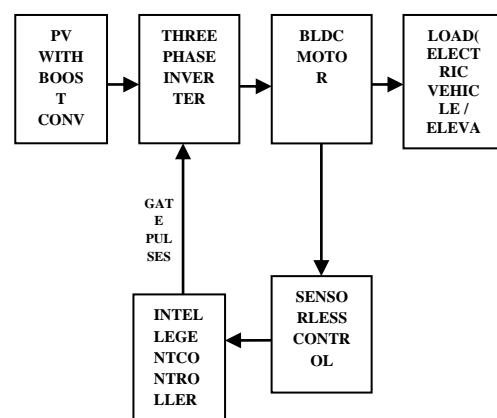 PV
WITH
BOOS
T
CONV
THREE
PHASE
INVER
TER
BLDC
MOTO
R
LOAD(
ELECT
RIC
VEHIC
LE /
ELEVA
GAT
E
PUL
SES
INTEL
LEGE
NTCO
NTRO
LLER
SENSO
RLESS
CONTR
OL